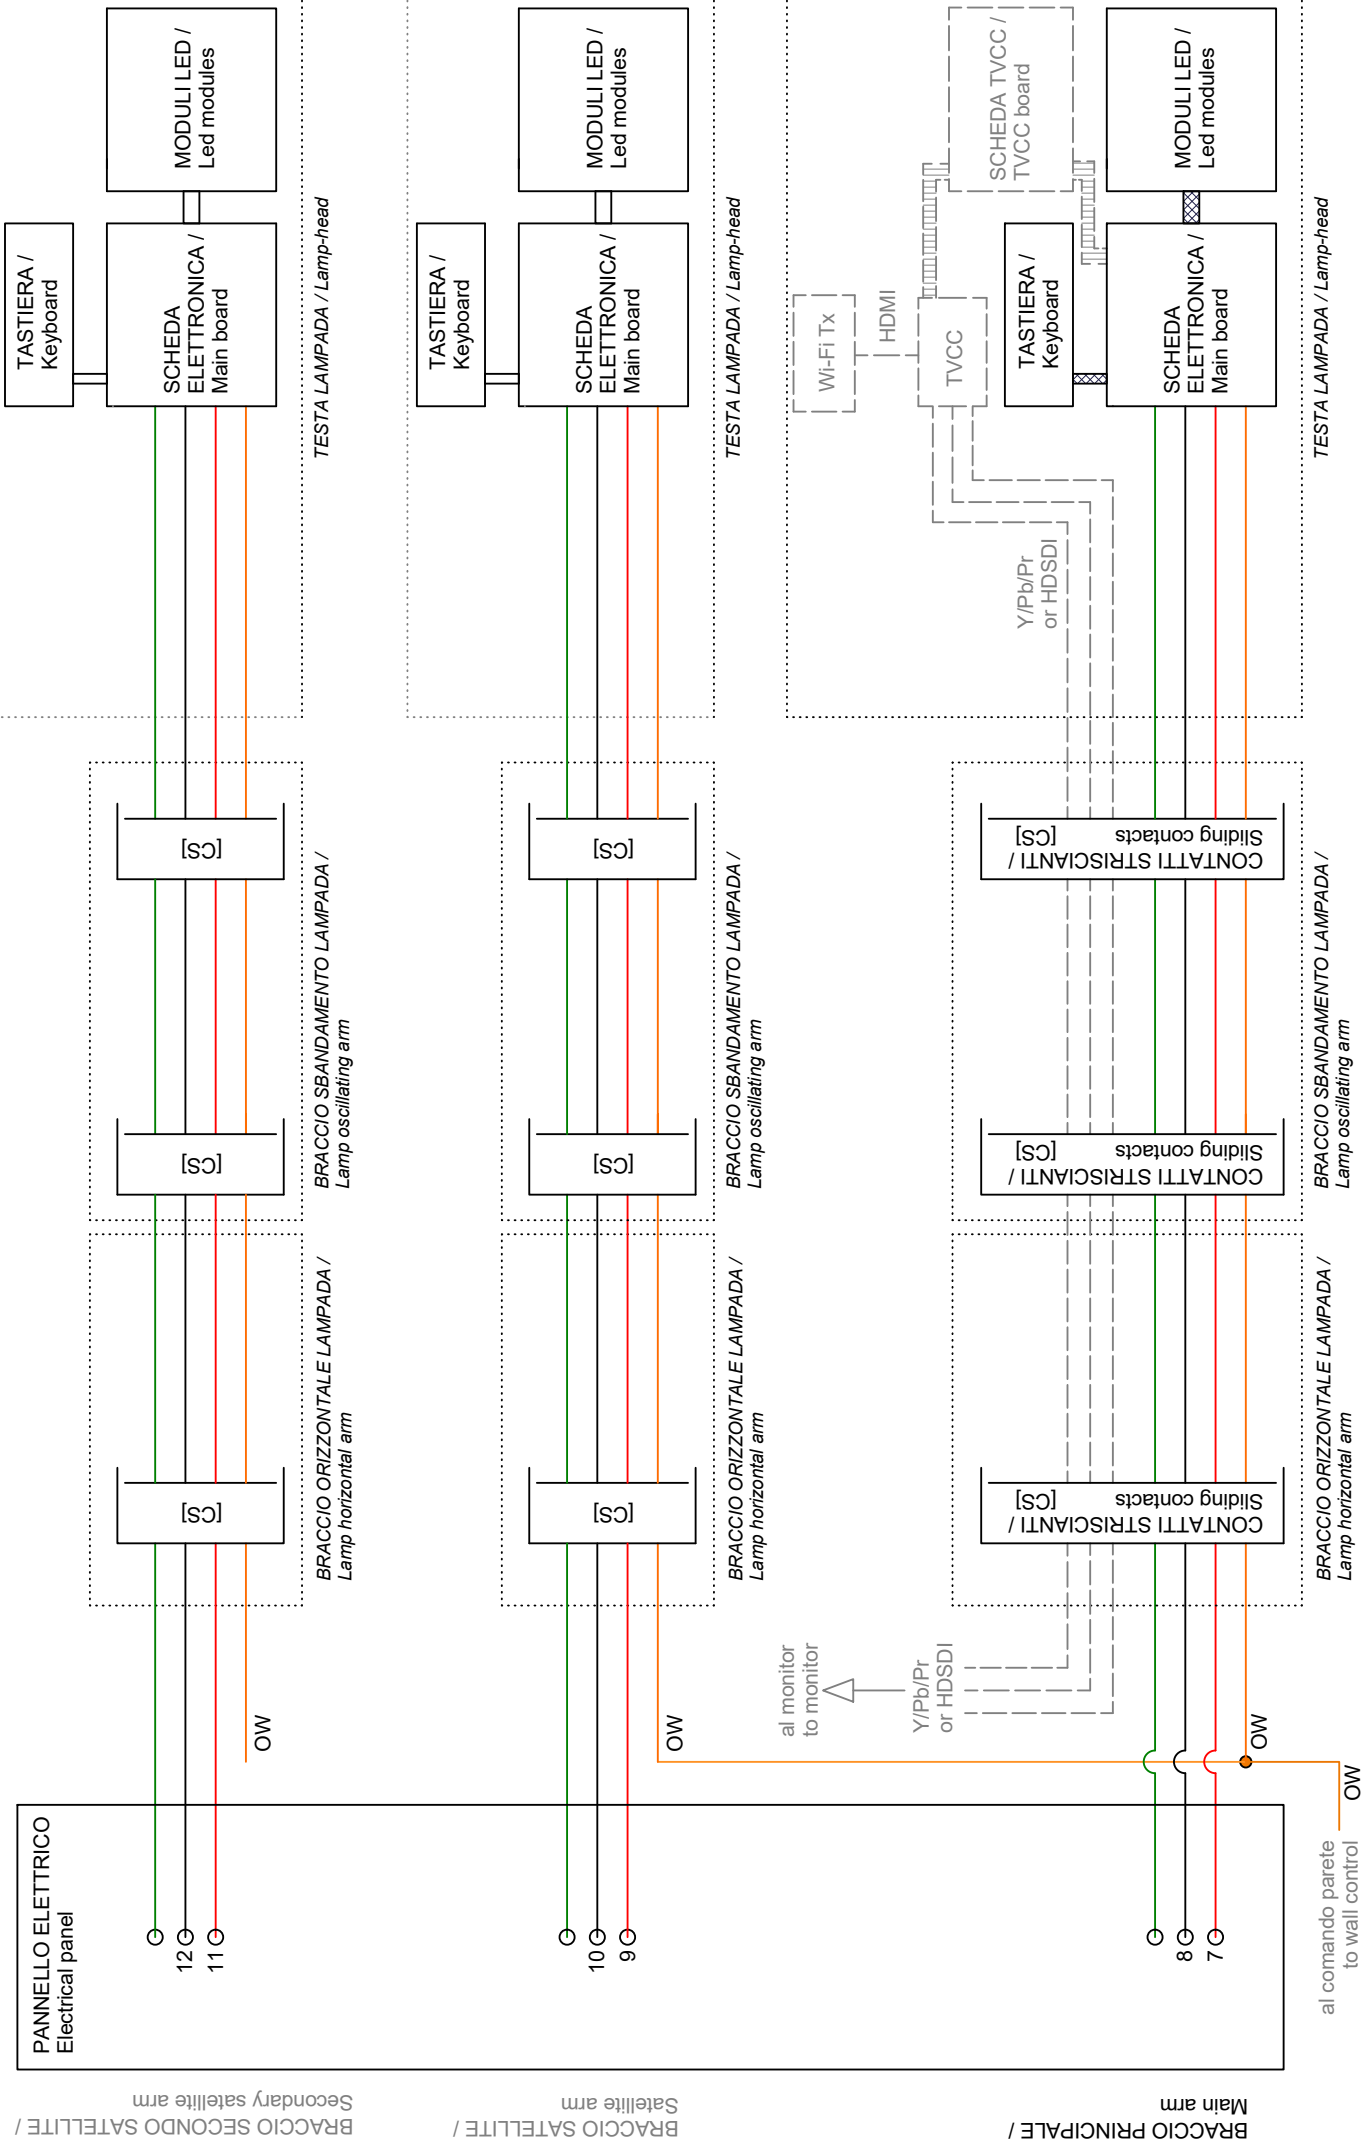 TASTIERA /
Keyboard
MODULI LED /
Led modules
SCHEDA
ELETTRONICA /
Main board
TESTA LAMPADA / Lamp-head
[CS]
[CS]
BRACCIO SBANDAMENTO LAMPADA /
Lamp oscillating arm
[CS]
BRACCIO ORIZZONTALE LAMPADA /
Lamp horizontal arm
OW
PANNELLO ELETTRICO
Electrical panel
12
11
BRACCIO SECONDO SATELLITE /
Secondary satellite arm
TASTIERA /
Keyboard
MODULI LED /
Led modules
SCHEDA
ELETTRONICA /
Main board
TESTA LAMPADA / Lamp-head
[CS]
[CS]
BRACCIO SBANDAMENTO LAMPADA /
Lamp oscillating arm
[CS]
BRACCIO ORIZZONTALE LAMPADA /
Lamp horizontal arm
OW
10
9
BRACCIO SATELLITE /
Satellite arm
SCHEDA TVCC /
TVCC board
MODULI LED /
Led modules
Wi-Fi Tx
HDMI
TVCC
TASTIERA /
Keyboard
SCHEDA
ELETTRONICA /
Main board
TESTA LAMPADA / Lamp-head
Y/Pb/Pr
or HDSDI
CONTATTI STRISCIANTI /
Sliding contacts [CS]
CONTATTI STRISCIANTI /
Sliding contacts [CS]
BRACCIO SBANDAMENTO LAMPADA /
Lamp oscillating arm
CONTATTI STRISCIANTI /
Sliding contacts [CS]
BRACCIO ORIZZONTALE LAMPADA /
Lamp horizontal arm
al monitor
to monitor
Y/Pb/Pr
or HDSDI
OW
OW
8
7
al comando parete
to wall control
BRACCIO PRINCIPALE /
Main arm